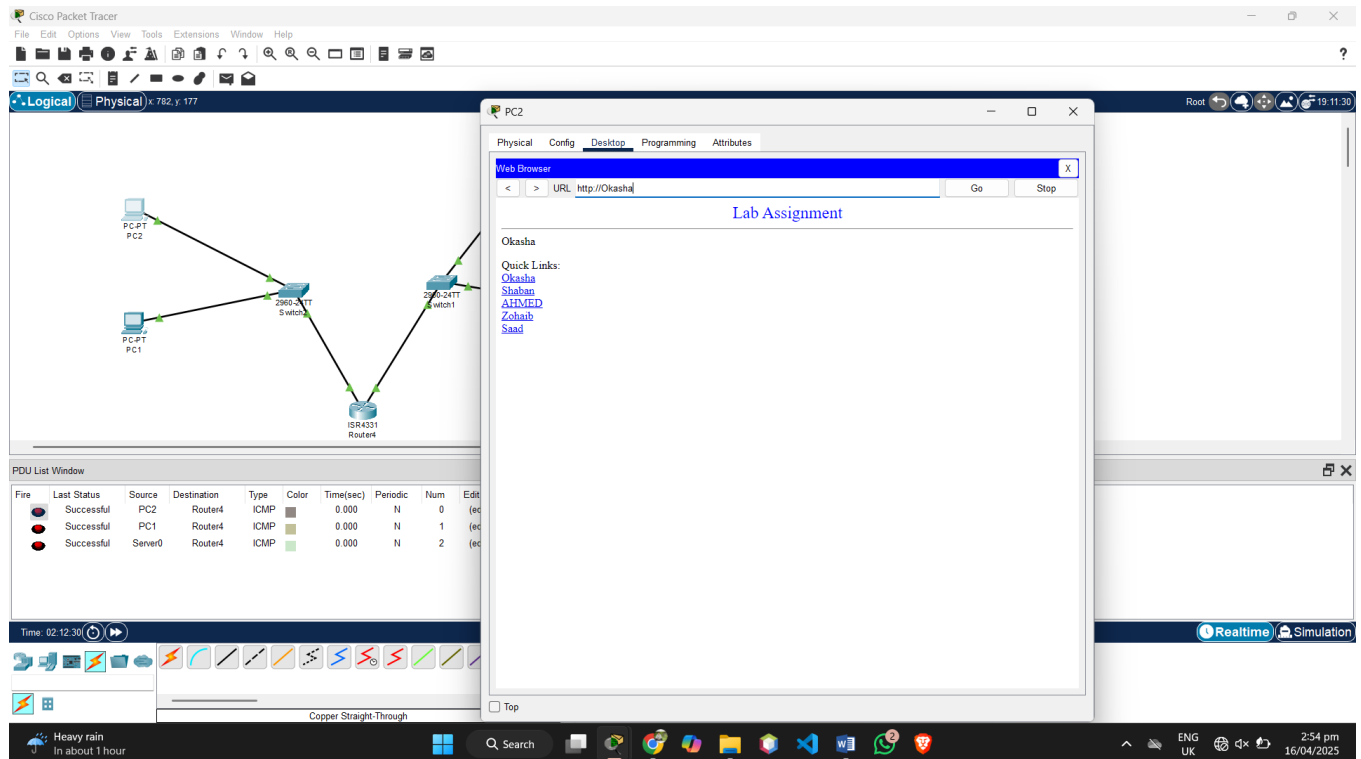 Cisco Packet Tracer
File Edit Options View Tools Extensions Window Help
?
Logical Physical x: 782, y: 177
Root 19:11:30
PC2
Physical Config Desktop Programming Attributes
Web Browser X
< > URL http://Okasha Go Stop
Lab Assignment
Okasha
Quick Links:
Okasha
Shaban
AHMED
Zohaib
Saad
PC-PT
PC2
PC-PT
PC1
2960-24TT
2960-24TT
Switch1
ISR4331
Router4
PDU List Window
Fire Last Status Source Destination Type Color Time(sec) Periodic Num Edit
Successful PC2 Router4 ICMP 0.000 N 0
Successful PC1 Router4 ICMP 0.000 N 1
Successful Server0 Router4 ICMP 0.000 N 2
Time: 02:12:30
Realtime Simulation
Copper Straight-Through
Top
Heavy rain
In about 1 hour
Search
2
ENG
UK
2:54 pm
16/04/2025